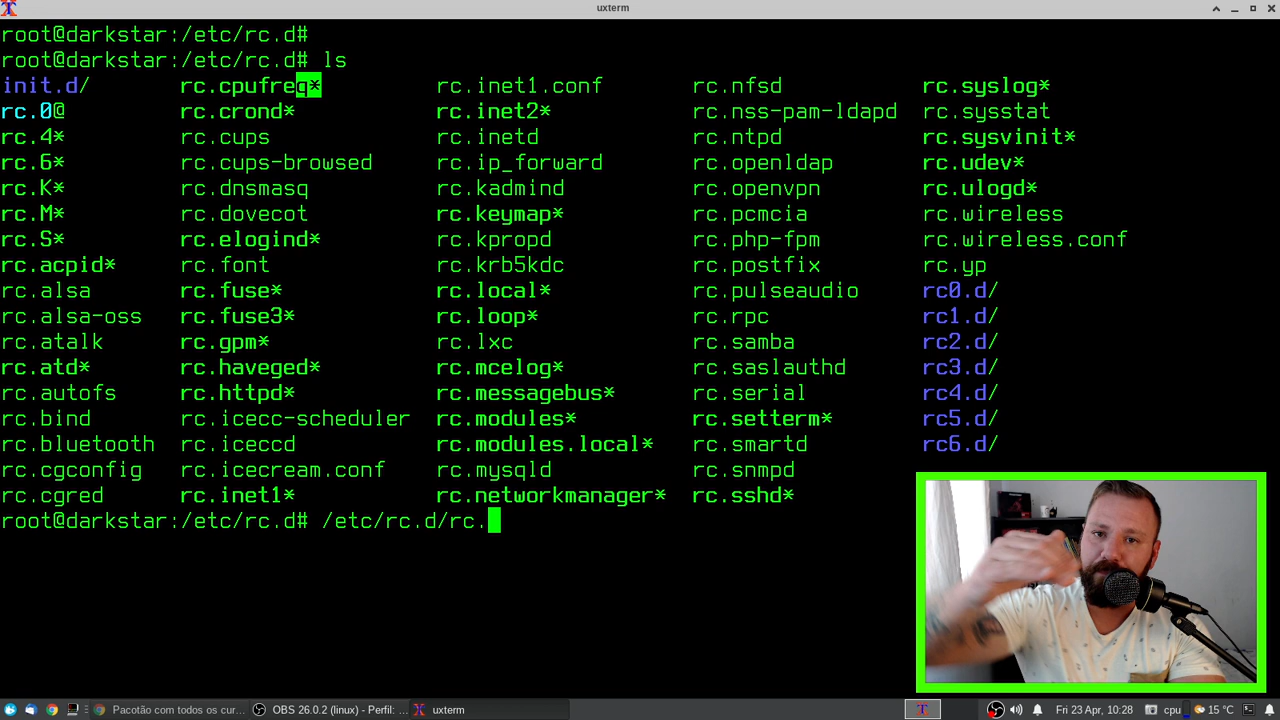 uxterm
root@darkstar:/etc/rc.d#
root@darkstar:/etc/rc.d# ls
init.d/ rc.cpufreq* rc.inet1.conf rc.nfsd rc.syslog*
rc.0@ rc.crond* rc.inet2* rc.nss-pam-ldapd rc.sysstat
rc.4* rc.cups rc.inetd rc.ntpd rc.sysvinit*
rc.6* rc.cups-browsed rc.ip_forward rc.openldap rc.udev*
rc.K* rc.dnsmasq rc.kadmind rc.openvpn rc.ulogd*
rc.M* rc.dovecot rc.keymap* rc.pcmcia rc.wireless
rc.S* rc.elogind* rc.kpropd rc.php-fpm rc.wireless.conf
rc.acpid* rc.font rc.krb5kdc rc.postfix rc.yp
rc.alsa rc.fuse* rc.local* rc.pulseaudio rc0.d/
rc.alsa-oss rc.fuse3* rc.loop* rc.rpc rc1.d/
rc.atalk rc.gpm* rc.lxc rc.samba rc2.d/
rc.atd* rc.haveged* rc.mcelog* rc.saslauthd rc3.d/
rc.autofs rc.httpd* rc.messagebus* rc.serial rc4.d/
rc.bind rc.icecc-scheduler rc.modules* rc.setterm* rc5.d/
rc.bluetooth rc.iceccd rc.modules.local* rc.smartd rc6.d/
rc.cgconfig rc.icecream.conf rc.mysqld rc.snmpd
rc.cgred rc.inet1* rc.networkmanager* rc.sshd*
root@darkstar:/etc/rc.d# /etc/rc.d/rc.
Pacotão com todos os cur... OBS 26.0.2 (linux) - Perfil: ... uxterm Fri 23 Apr, 10:28 cpu 15 °C